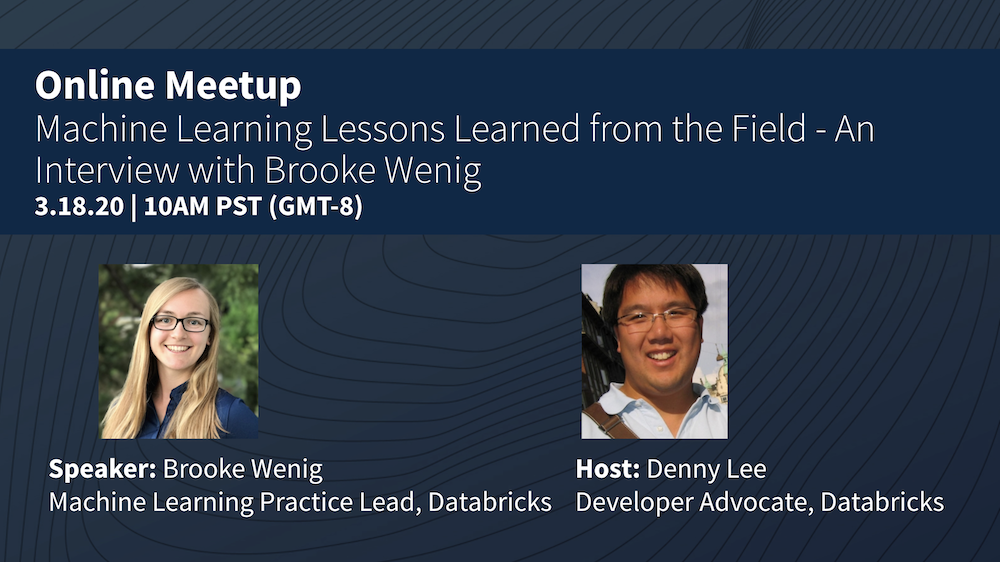 Online Meetup
Machine Learning Lessons Learned from the Field - An
Interview with Brooke Wenig
3.18.20 | 10AM PST (GMT-8)
Speaker: Brooke Wenig
Machine Learning Practice Lead, Databricks
Host: Denny Lee
Developer Advocate, Databricks